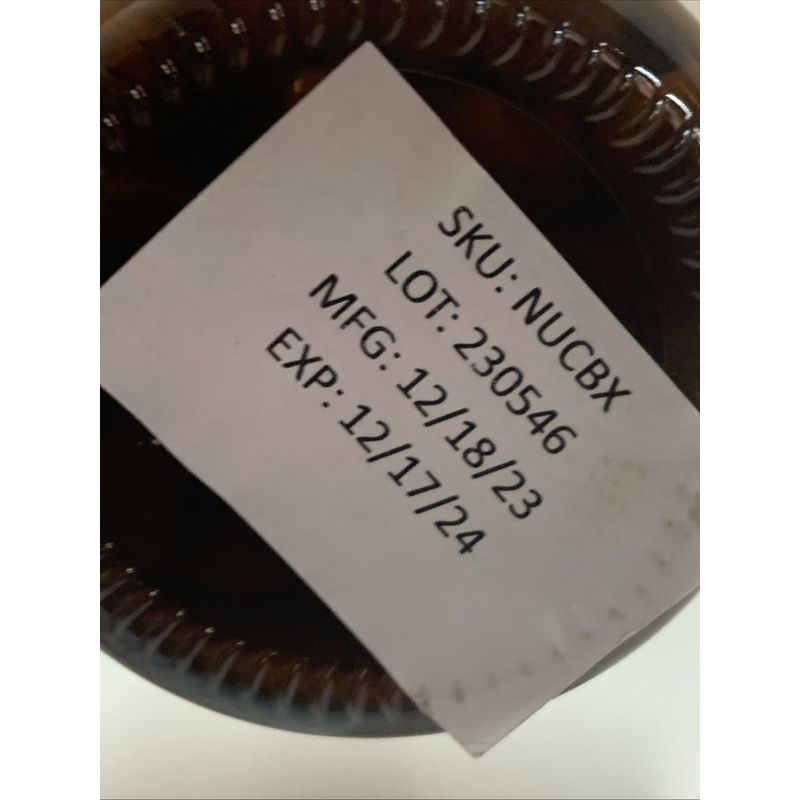 SKU: NUCBX
LOT: 230546
MFG: 12/18/23
EXP: 12/17/24